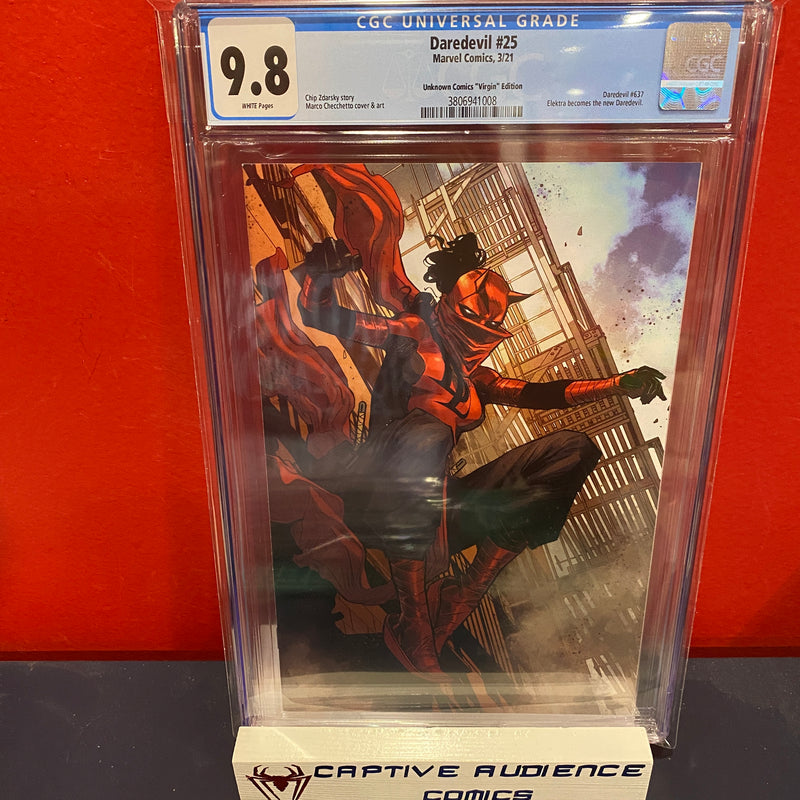 CGC UNIVERSAL GRADE
9.8
WHITE Pages
Daredevil #25
Marvel Comics, 3/21
Unknown Comics "Virgin" Edition
3806941008
Chip Zdarsky story
Marco Checchetto cover & art
Daredevil #637
Elektra becomes the new Daredevil.
CGC
CAPTIVE AUDIENCE
COMICS